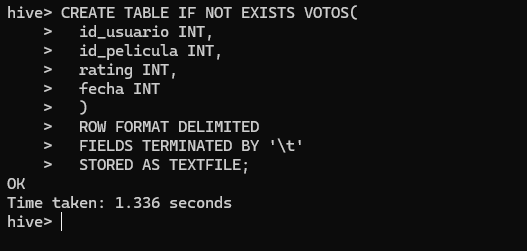 hive> CREATE TABLE IF NOT EXISTS VOTOS(
    >   id_usuario INT,
    >   id_pelicula INT,
    >   rating INT,
    >   fecha INT
    >   )
    >   ROW FORMAT DELIMITED
    >   FIELDS TERMINATED BY '\t'
    >   STORED AS TEXTFILE;
OK
Time taken: 1.336 seconds
hive>